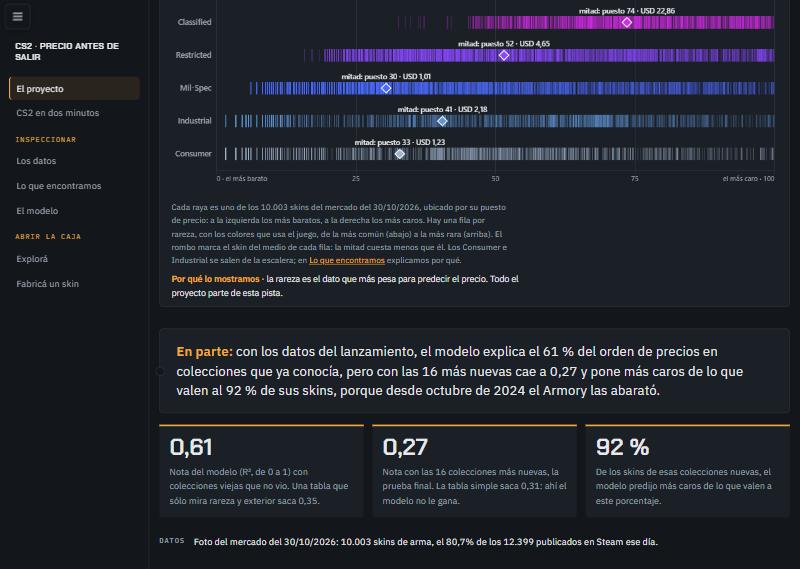 CS2 · PRECIO ANTES DE
SALIR
El proyecto
CS2 en dos minutos
INSPECCIONAR
Los datos
Lo que encontramos
El modelo
ABRIR LA CAJA
Explorá
Fabricá un skin
mitad: puesto 74 · USD 22,86
Classified
mitad: puesto 52 · USD 4,65
Restricted
mitad: puesto 30 · USD 1,01
Mil-Spec
mitad: puesto 41 · USD 2,18
Industrial
mitad: puesto 33 · USD 1,23
Consumer
0 · el más barato 25 50 75 el más caro · 100
Cada raya es uno de los 10.003 skins del mercado del 30/10/2026, ubicado por su puesto
de precio: a la izquierda los más baratos, a la derecha los más caros. Hay una fila por
rareza, con los colores que usa el juego, de la más común (abajo) a la más rara (arriba). El
rombo marca el skin del medio de cada fila: la mitad cuesta menos que él. Los Consumer e
Industrial se salen de la escalera; en Lo que encontramos explicamos por qué.
Por qué lo mostramos · la rareza es el dato que más pesa para predecir el precio. Todo el
proyecto parte de esta pista.
En parte: con los datos del lanzamiento, el modelo explica el 61 % del orden de precios en
colecciones que ya conocía, pero con las 16 más nuevas cae a 0,27 y pone más caros de lo que
valen al 92 % de sus skins, porque desde octubre de 2024 el Armory las abarató.
0,61
Nota del modelo (R², de 0 a 1) con
colecciones viejas que no vio. Una tabla que
sólo mira rareza y exterior saca 0,35.
0,27
Nota con las 16 colecciones más nuevas, la
prueba final. La tabla simple saca 0,31: ahí el
modelo no le gana.
92 %
De los skins de esas colecciones nuevas, el
modelo predijo más caros de lo que valen a
este porcentaje.
DATOS Foto del mercado del 30/10/2026: 10.003 skins de arma, el 80,7% de los 12.399 publicados en Steam ese día.